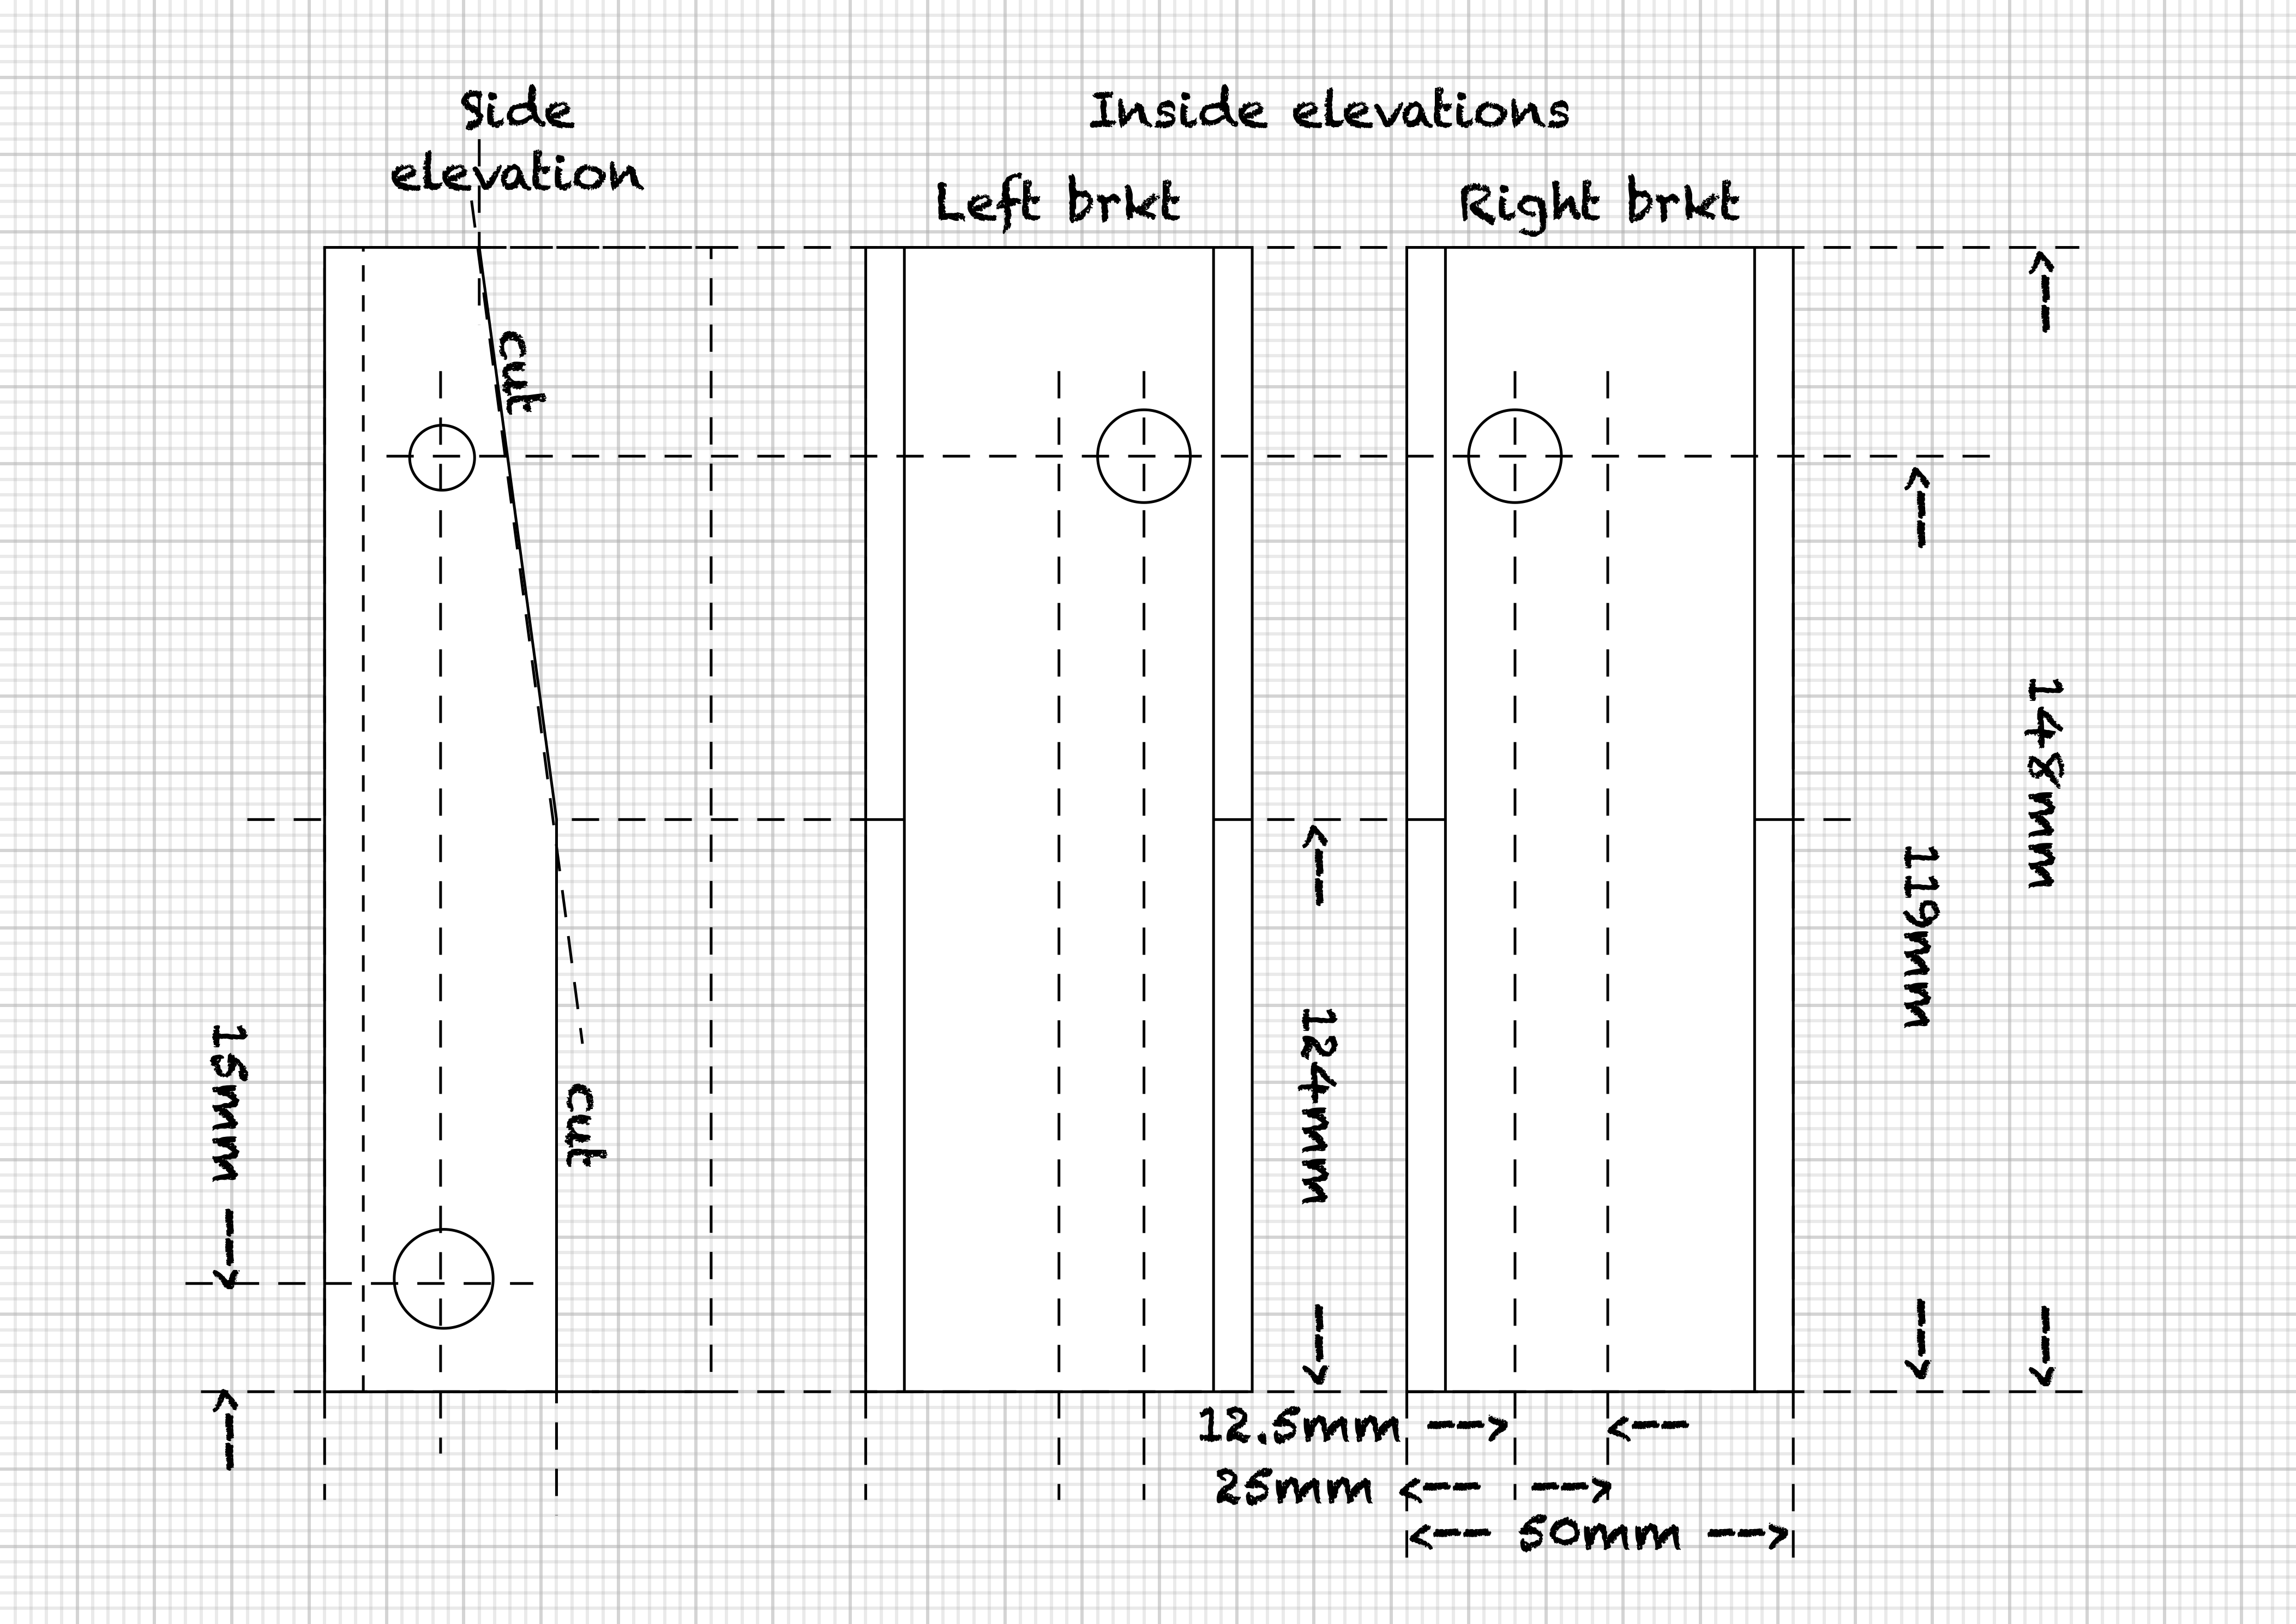 Side
elevation
Inside elevations
Left brkt
Right brkt
cut
cut
15mm
124mm
119mm
148mm
12.5mm
25mm
50mm